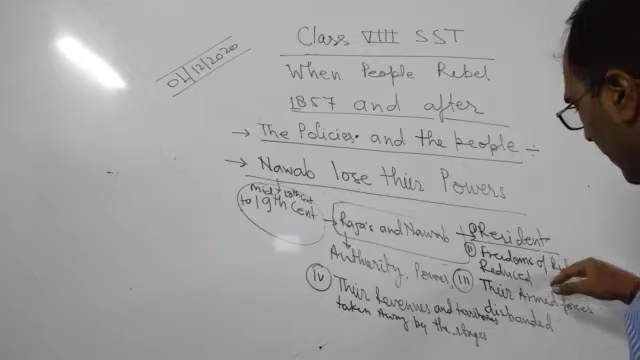 Class VIII SST
01/12/2020
When People Rebel
1857 and after
→ The Policies and the people ÷
→ Nawab lose their Powers
Mid 18th Cent
to 19th Cent → Raja's and Nawab → Resident
(ii) Freedoms of
Authority, Power, Reduced
(iii) Their Armed forces
disbanded
(iv) Their Revenues and territories
taken away by the stages